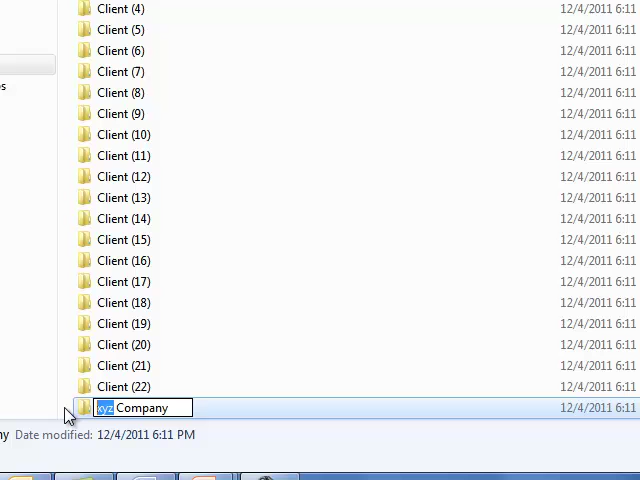 Client (4) 12/4/2011 6:11
Client (5) 12/4/2011 6:11
Client (6) 12/4/2011 6:11
Client (7) 12/4/2011 6:11
Client (8) 12/4/2011 6:11
Client (9) 12/4/2011 6:11
Client (10) 12/4/2011 6:11
Client (11) 12/4/2011 6:11
Client (12) 12/4/2011 6:11
Client (13) 12/4/2011 6:11
Client (14) 12/4/2011 6:11
Client (15) 12/4/2011 6:11
Client (16) 12/4/2011 6:11
Client (17) 12/4/2011 6:11
Client (18) 12/4/2011 6:11
Client (19) 12/4/2011 6:11
Client (20) 12/4/2011 6:11
Client (21) 12/4/2011 6:11
Client (22) 12/4/2011 6:11
xyz Company 12/4/2011 6:11
ny Date modified: 12/4/2011 6:11 PM